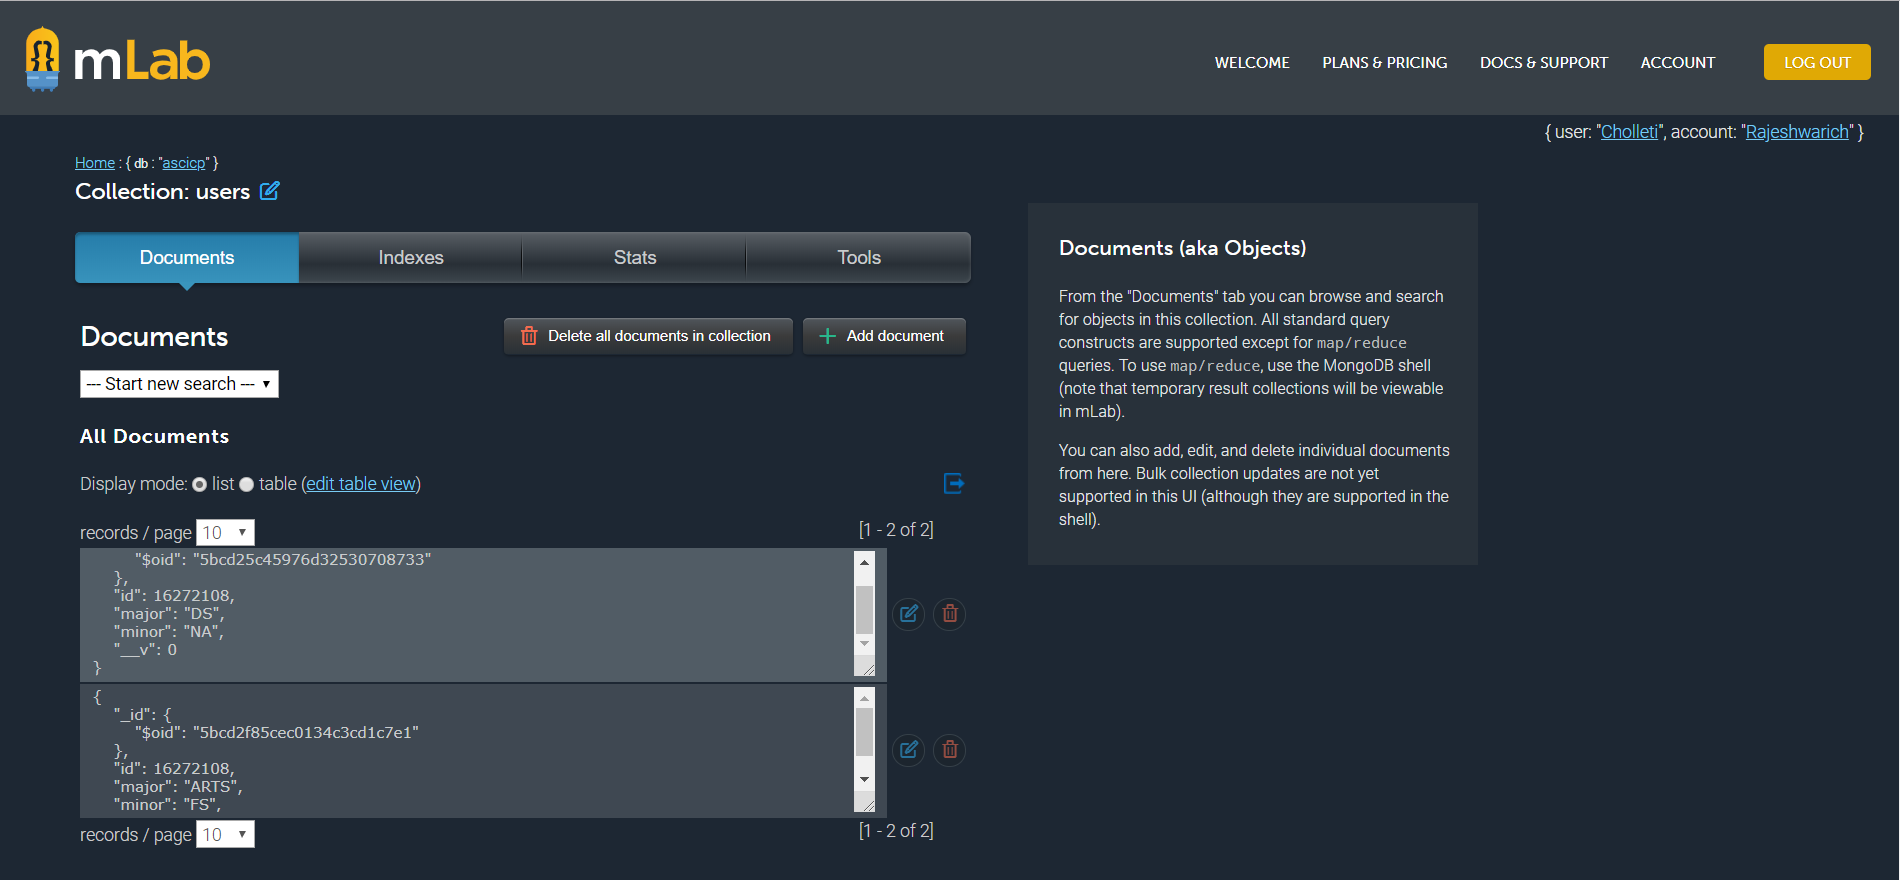 mLab
WELCOME
PLANS & PRICING
DOCS & SUPPORT
ACCOUNT
LOG OUT
{ user: "Cholleti", account: "Rajeshwarich" }
Home : { db : "ascicp" }
Collection: users
Documents
Indexes
Stats
Tools
Documents
Delete all documents in collection
Add document
--- Start new search ---
All Documents
Display mode: list table (edit table view)
records / page 10
[1 - 2 of 2]
"$oid": "5bcd25c45976d32530708733"
},
"id": 16272108,
"major": "DS",
"minor": "NA",
"__v": 0
}
{
"_id": {
"$oid": "5bcd2f85cec0134c3cd1c7e1"
},
"id": 16272108,
"major": "ARTS",
"minor": "FS",
records / page 10
[1 - 2 of 2]
Documents (aka Objects)
From the "Documents" tab you can browse and search
for objects in this collection. All standard query
constructs are supported except for map/reduce
queries. To use map/reduce, use the MongoDB shell
(note that temporary result collections will be viewable
in mLab).
You can also add, edit, and delete individual documents
from here. Bulk collection updates are not yet
supported in this UI (although they are supported in the
shell).